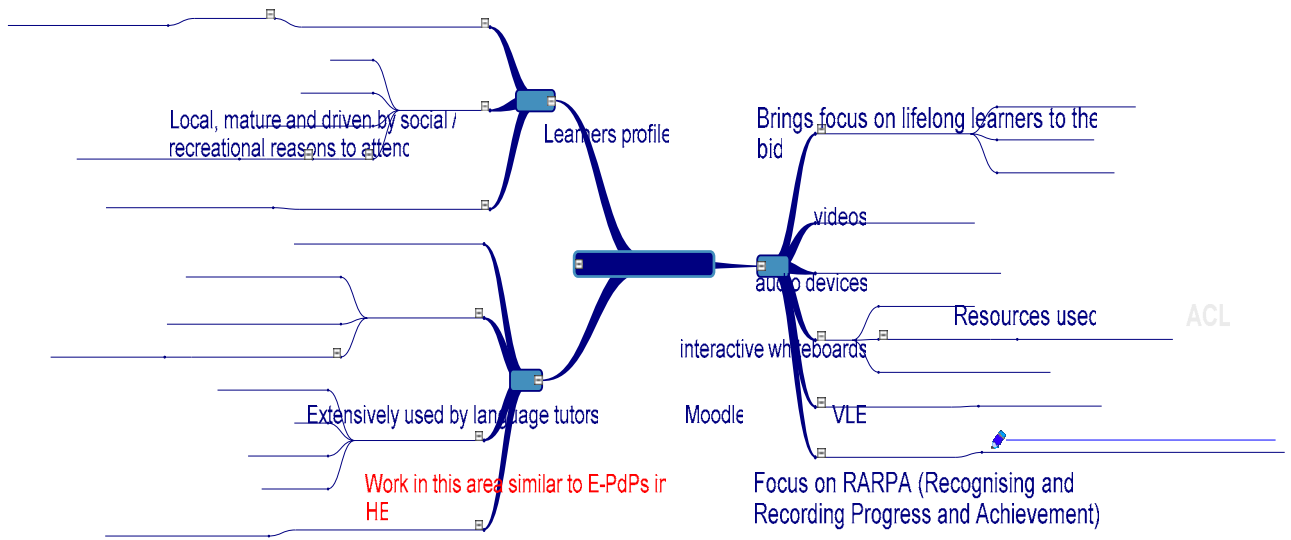 Local, mature and driven by social /
recreational reasons to attend
Learners profile
Brings focus on lifelong learners to the
bid
videos
audio devices
Resources used
ACL
interactive whiteboards
Extensively used by language tutors
Moodle
VLE
Work in this area similar to E-PdPs in
HE
Focus on RARPA (Recognising and
Recording Progress and Achievement)